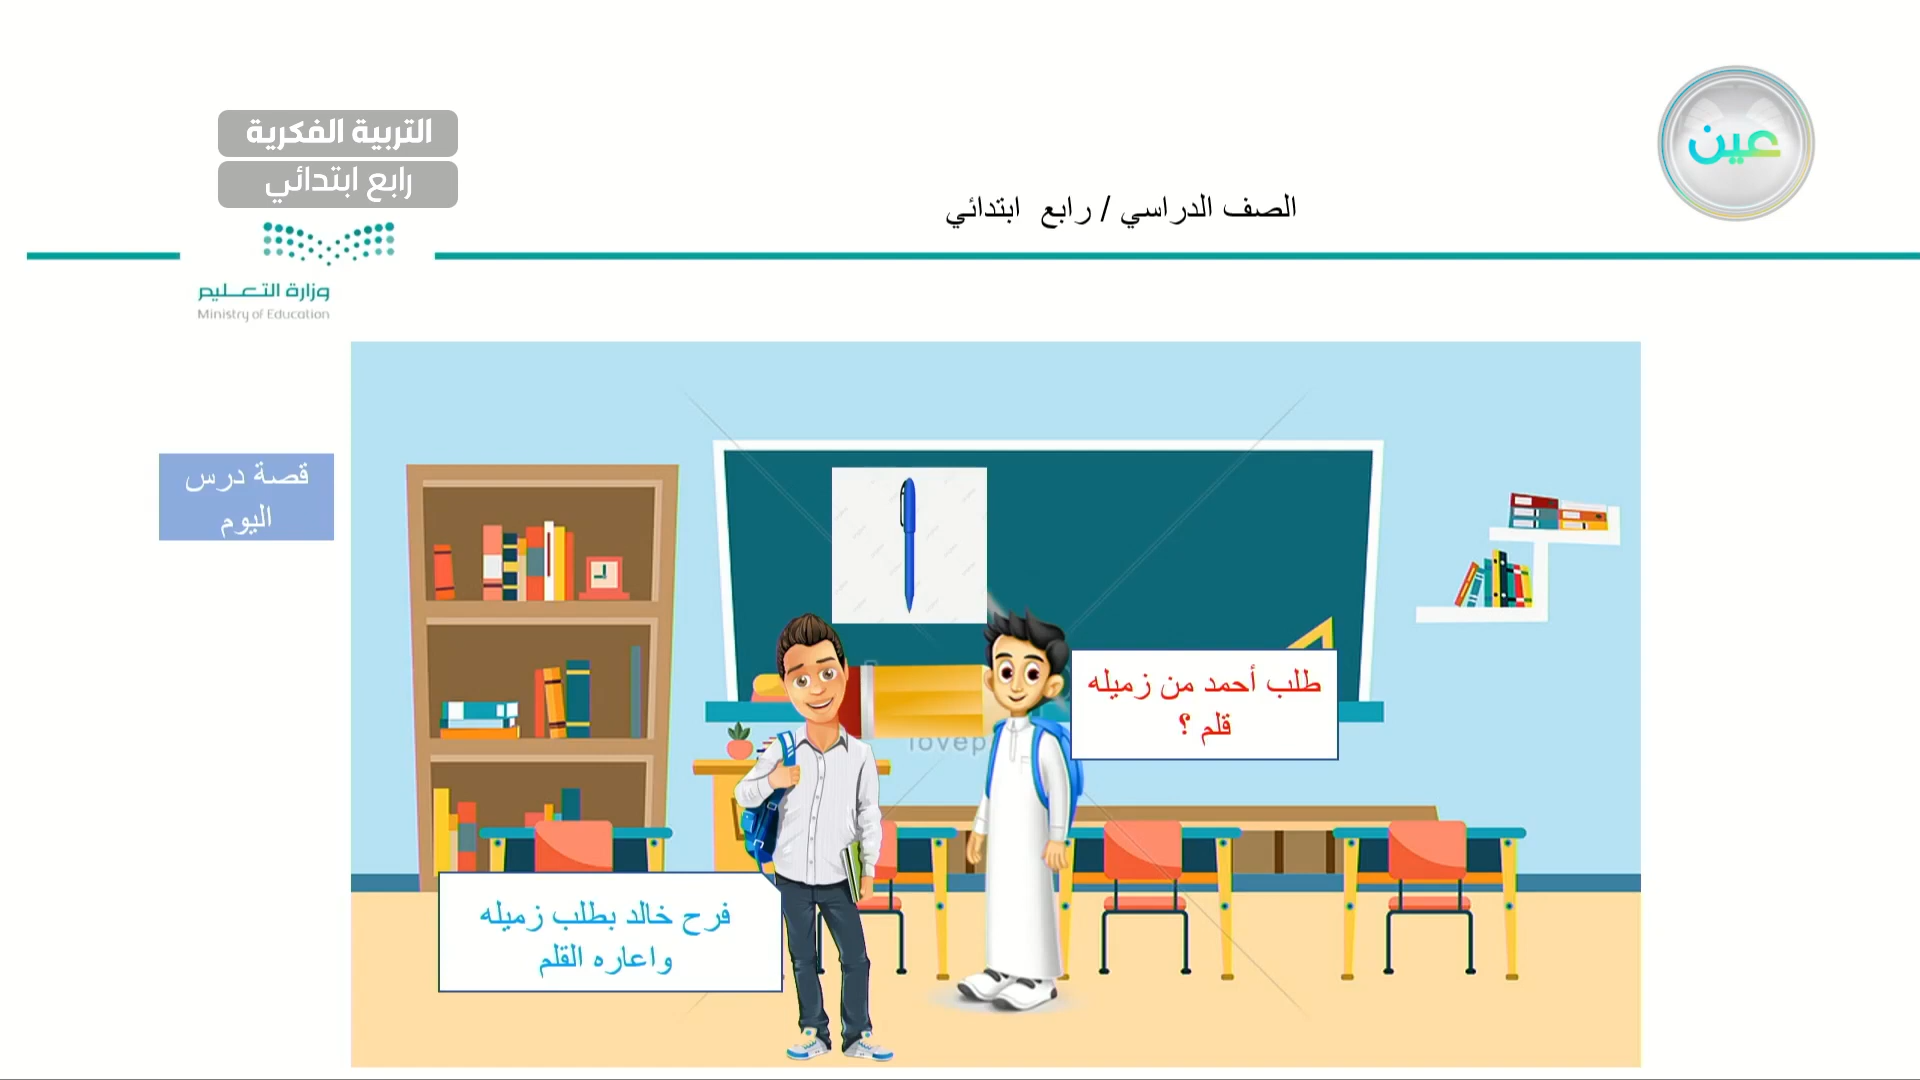 عين
التربية الفكرية
رابع ابتدائي
الصف الدراسي / رابع ابتدائي
وزارة التعليم
Ministry of Education
قصة درس
اليوم
طلب أحمد من زميله
قلم ؟
lovep
فرح خالد بطلب زميله
واعاره القلم